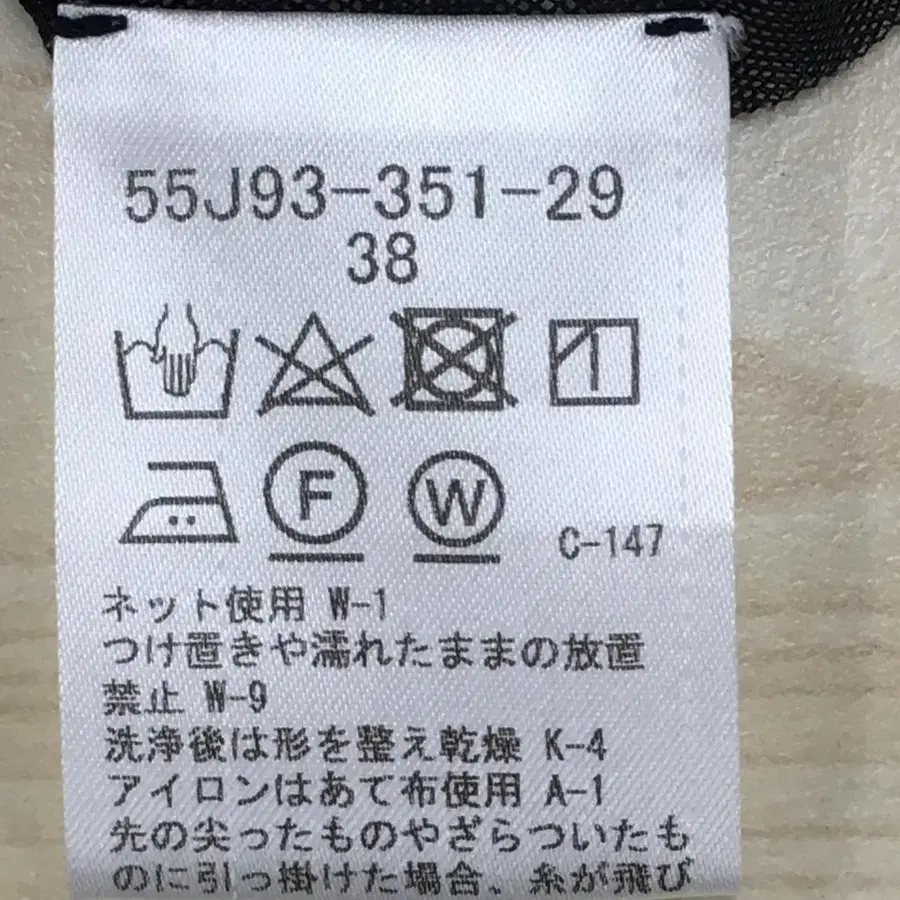 55J93-351-29
38
F
W
C-147
ネット使用 W-1
つけ置きや濡れたままの放置
禁止 W-9
洗浄後は形を整え乾燥 K-4
アイロンはあて布使用 A-1
先の尖ったものやざらついたも
のに引っ掛けた場合、糸が飛び